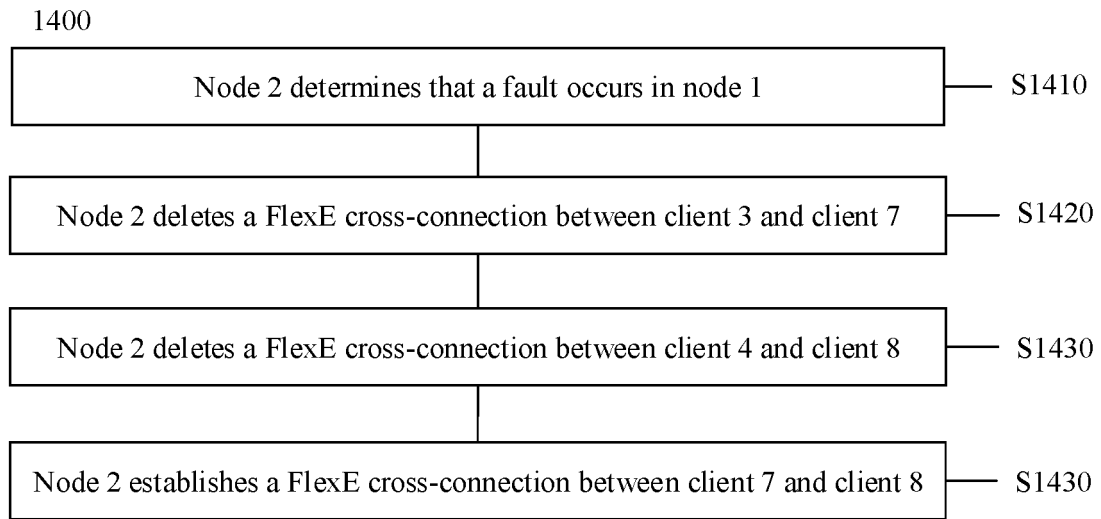 1400
Node 2 determines that a fault occurs in node 1
S1410
Node 2 deletes a FlexE cross-connection between client 3 and client 7
S1420
Node 2 deletes a FlexE cross-connection between client 4 and client 8
S1430
Node 2 establishes a FlexE cross-connection between client 7 and client 8
S1430